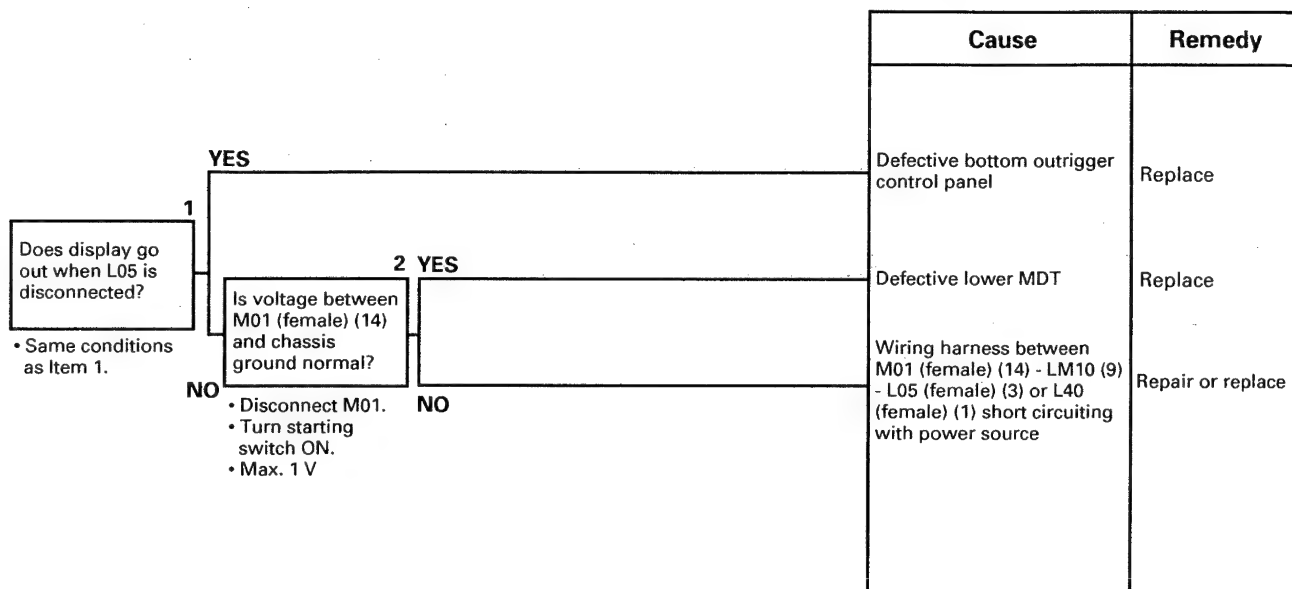 Cause
Remedy
YES
Defective bottom outrigger
control panel
Replace
1
Does display go
out when L05 is
disconnected?
• Same conditions
as Item 1.
NO
2 YES
Is voltage between
M01 (female) (14)
and chassis
ground normal?
• Disconnect M01.
• Turn starting
switch ON.
• Max. 1 V
Defective lower MDT
Replace
NO
Wiring harness between
M01 (female) (14) - LM10 (9)
- L05 (female) (3) or L40
(female) (1) short circuiting
with power source
Repair or replace